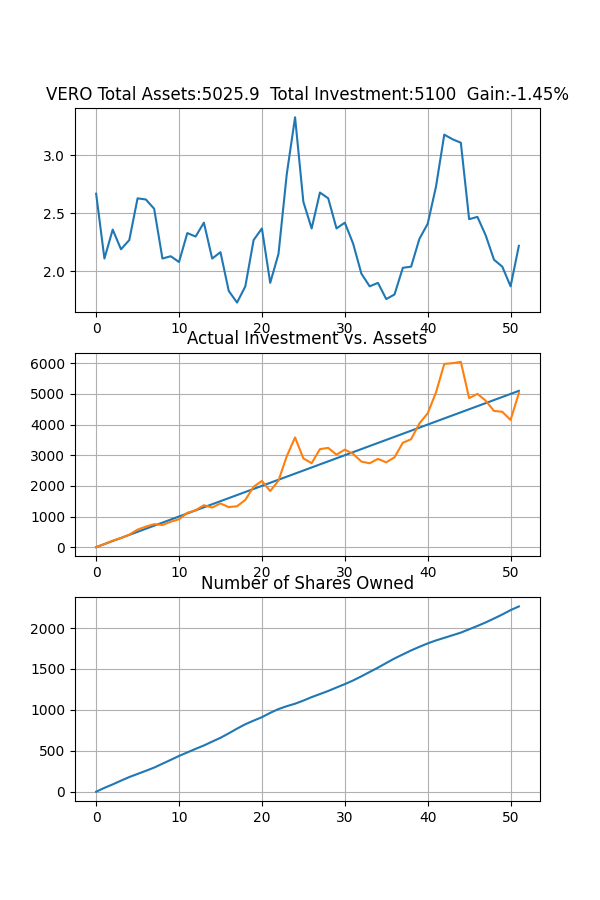 VERO Total Assets:5025.9  Total Investment:5100  Gain:-1.45%
3.0
2.5
2.0
0 10 20 30 40 50
Actual Investment vs. Assets
6000
5000
4000
3000
2000
1000
0
0 10 20 30 40 50
Number of Shares Owned
2000
1500
1000
500
0
0 10 20 30 40 50